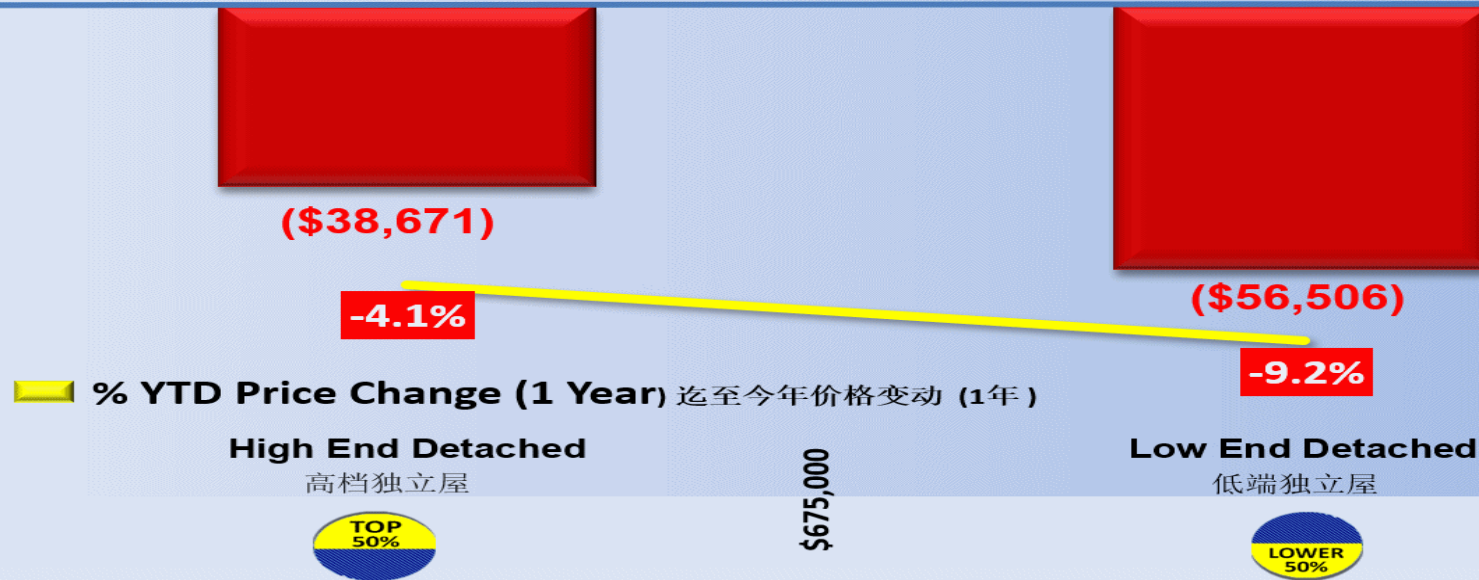 ($38,671)
($56,506)
-4.1%
-9.2%
% YTD Price Change (1 Year) 迄至今年价格变动 (1年)
High End Detached
高档独立屋
$675,000
Low End Detached
低端独立屋
TOP
50%
LOWER
50%